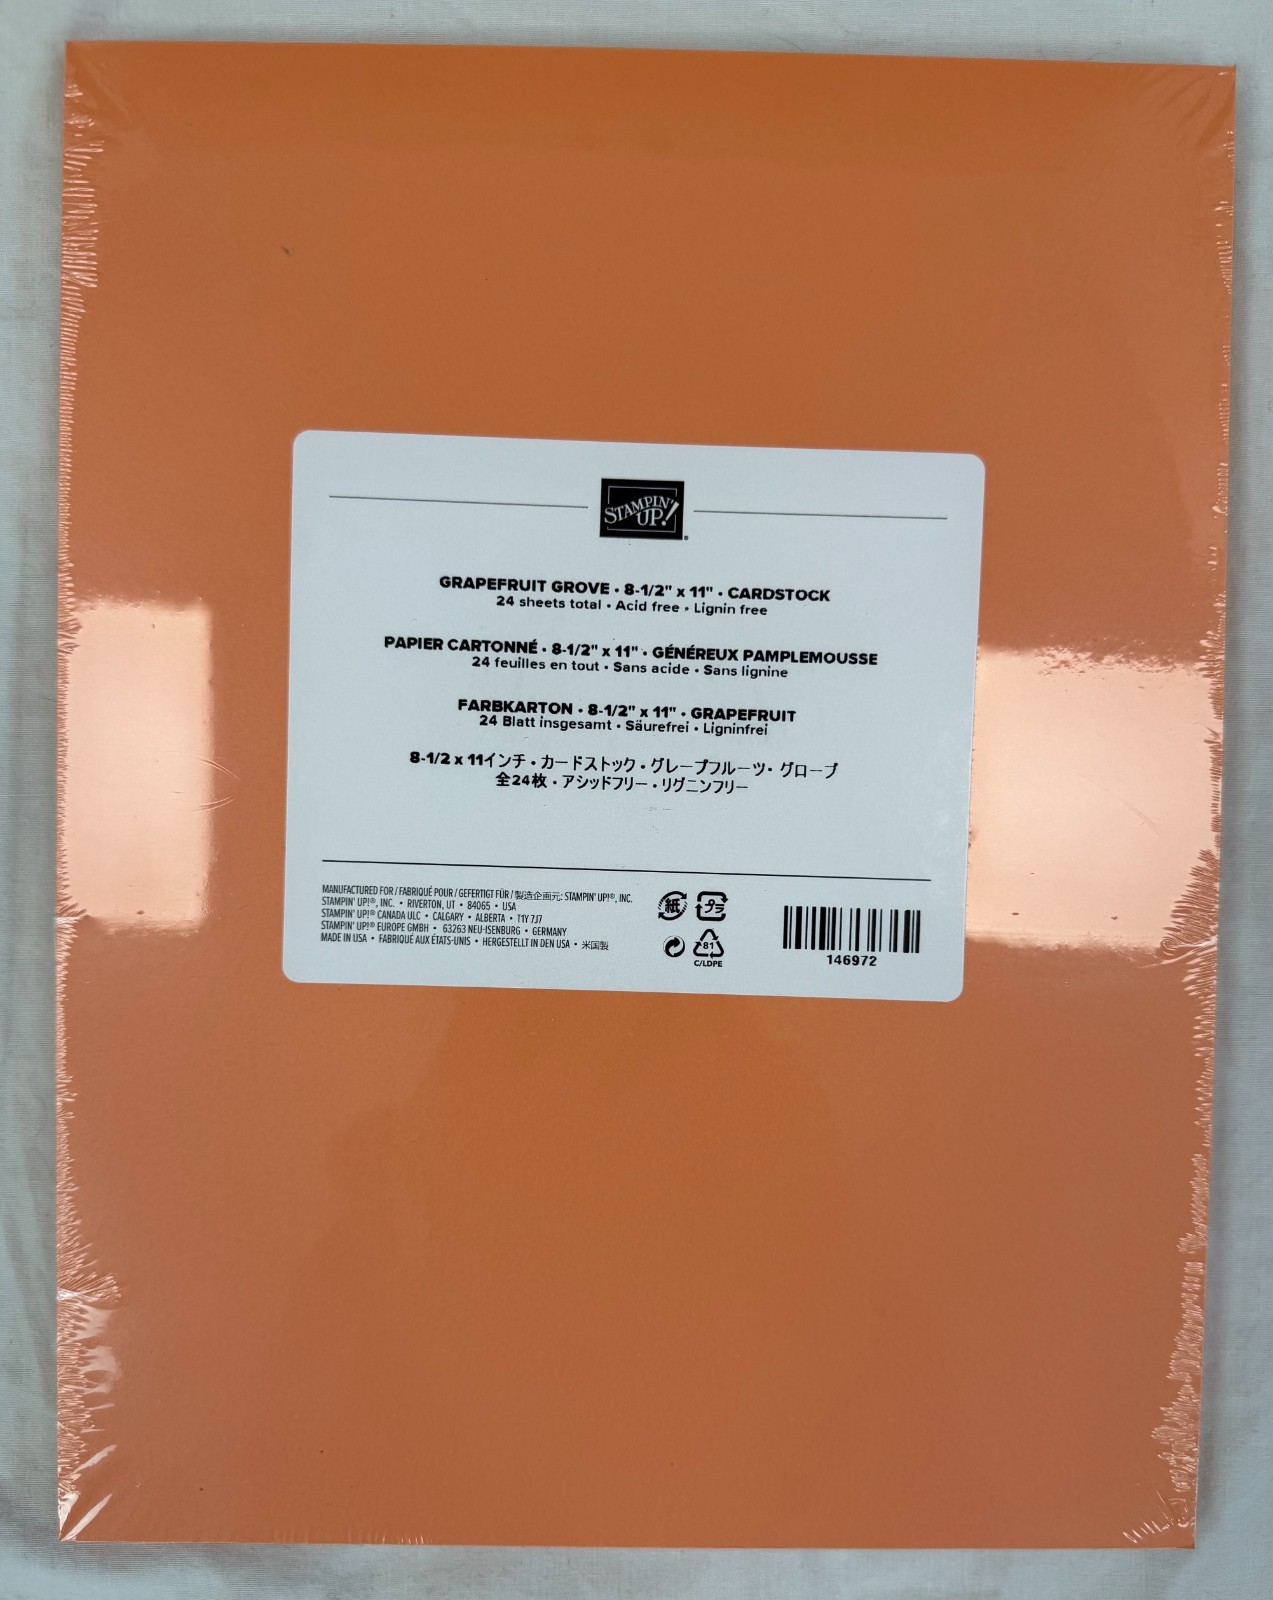 STAMPIN' UP!®
GRAPEFRUIT GROVE • 8-1/2" x 11" • CARDSTOCK
24 sheets total • Acid free • Lignin free
PAPIER CARTONNÉ • 8-1/2" x 11" • GÉNÉREUX PAMPLEMOUSSE
24 feuilles en tout • Sans acide • Sans lignine
FARBKARTON • 8-1/2" x 11" • GRAPEFRUIT
24 Blatt insgesamt • Säurefrei • Ligninfrei
8-1/2 x 11インチ・カードストック・グレープフルーツ・グローブ
全24枚・アシッドフリー・リグニンフリー
MANUFACTURED FOR / FABRIQUÉ POUR / GEFERTIGT FÜR / 製造企画元: STAMPIN' UP!®, INC.
STAMPIN' UP!®, INC. • RIVERTON, UT • 84065 • USA
STAMPIN' UP!® CANADA ULC • CALGARY • ALBERTA • T1Y 7J7
STAMPIN' UP!® EUROPE GMBH • 63263 NEU-ISENBURG • GERMANY
MADE IN USA • FABRIQUÉ AUX ÉTATS-UNIS • HERGESTELLT IN DEN USA • 米国製
紙 プラ
81
C/LDPE
146972